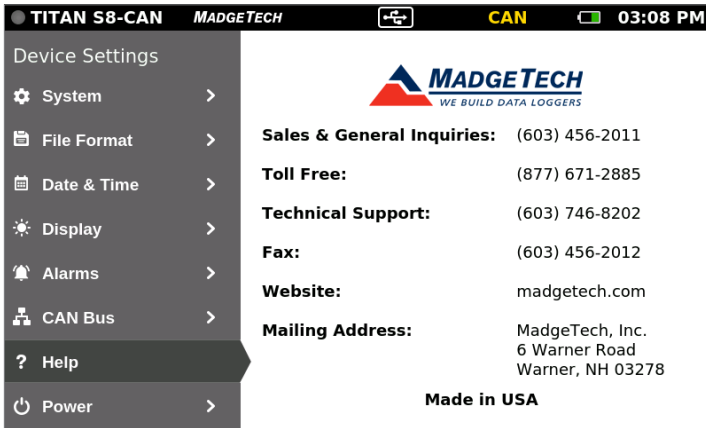 TITAN S8-CAN MADGETECH CAN 03:08 PM
Device Settings
System
File Format
Date & Time
Display
Alarms
CAN Bus
? Help
Power
MADGETECH
WE BUILD DATA LOGGERS
Sales & General Inquiries: (603) 456-2011
Toll Free: (877) 671-2885
Technical Support: (603) 746-8202
Fax: (603) 456-2012
Website: madgetech.com
Mailing Address: MadgeTech, Inc.
6 Warner Road
Warner, NH 03278
Made in USA